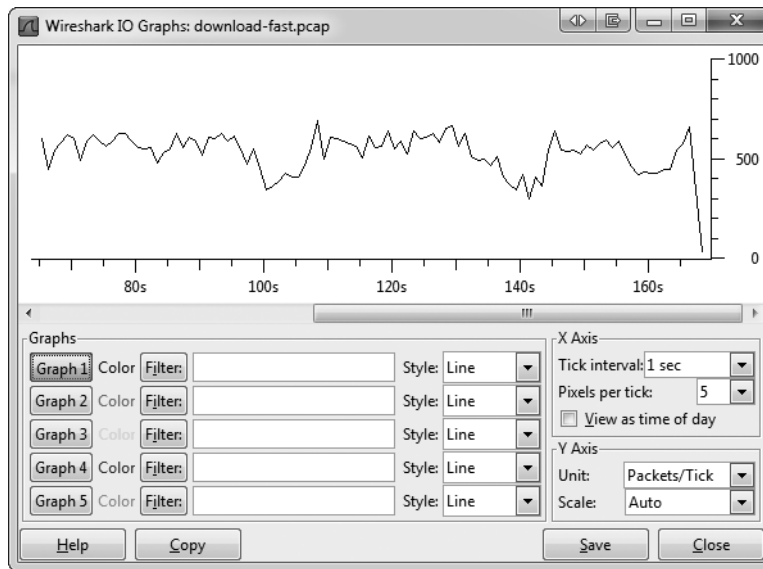 Wireshark IO Graphs: download-fast.pcap
1000
500
0
80s 100s 120s 140s 160s
Graphs
Graph 1 Color Filter: Style: Line
Graph 2 Color Filter: Style: Line
Graph 3 Color Filter: Style: Line
Graph 4 Color Filter: Style: Line
Graph 5 Color Filter: Style: Line
X Axis
Tick interval: 1 sec
Pixels per tick: 5
View as time of day
Y Axis
Unit: Packets/Tick
Scale: Auto
Help Copy Save Close